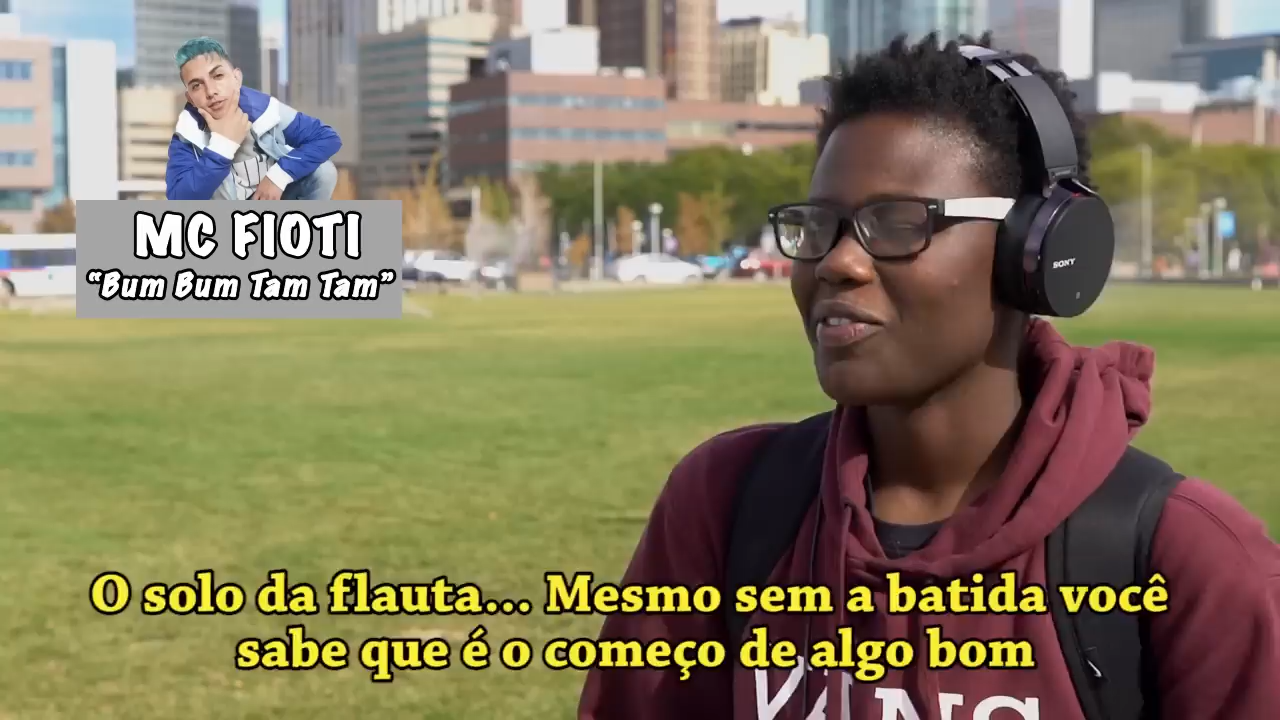 MC FIOTI
“Bum Bum Tam Tam”
SONY
O solo da flauta... Mesmo sem a batida você
sabe que é o começo de algo bom
VANS